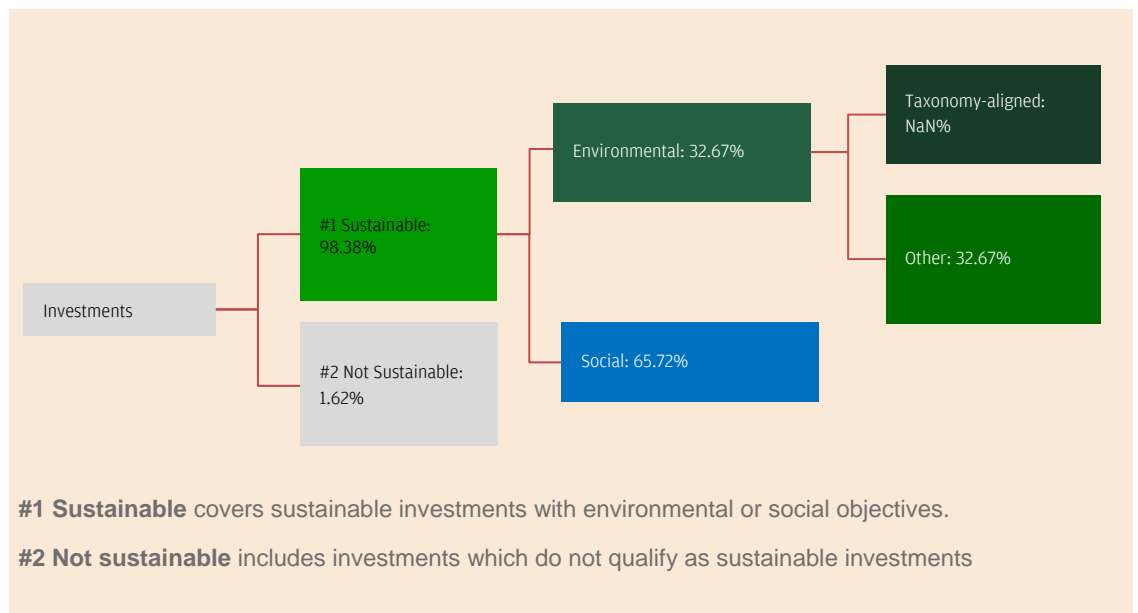 Investments
#1 Sustainable:
98.38%
#2 Not Sustainable:
1.62%
Environmental: 32.67%
Social: 65.72%
Taxonomy-aligned:
NaN%
Other: 32.67%
#1 Sustainable covers sustainable investments with environmental or social objectives.
#2 Not sustainable includes investments which do not qualify as sustainable investments